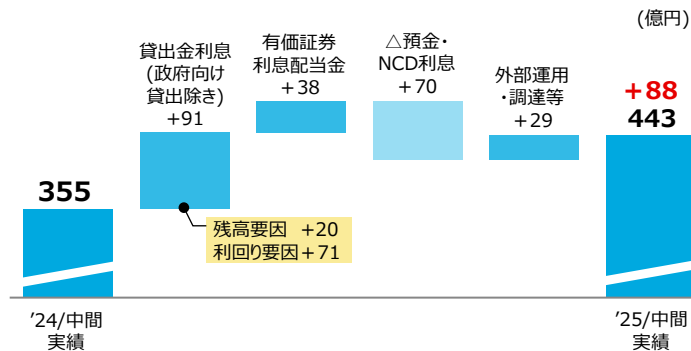 (億円)
貸出金利息
(政府向け
貸出除き)
+91
有価証券
利息配当金
+38
△預金・
NCD利息
+70
外部運用
・調達等
+29
+88
443
355
残高要因 +20
利回り要因+71
’24/中間
実績
’25/中間
実績